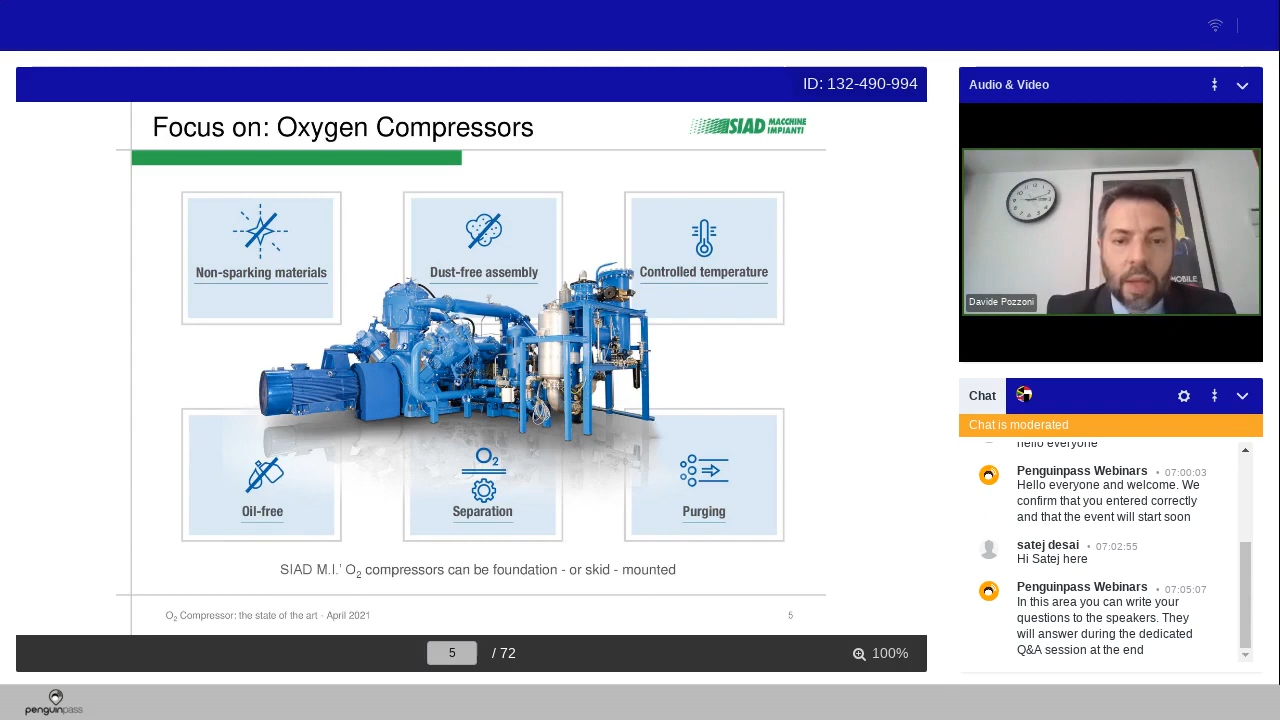 ID: 132-490-994
Focus on: Oxygen Compressors
SIAD MACCHINE IMPIANTI
Non-sparking materials
Dust-free assembly
Controlled temperature
Oil-free
O2
Separation
Purging
SIAD M.I.' O2 compressors can be foundation - or skid - mounted
O2 Compressor: the state of the art - April 2021
5
5
/ 72
100%
Audio & Video
MOBILE
Davide Pozzoni
Chat
Chat is moderated
hello everyone
Penguinpass Webinars • 07:00:03
Hello everyone and welcome. We
confirm that you entered correctly
and that the event will start soon
satej desai • 07:02:55
Hi Satej here
Penguinpass Webinars • 07:05:07
In this area you can write your
questions to the speakers. They
will answer during the dedicated
Q&A session at the end
penguinpass